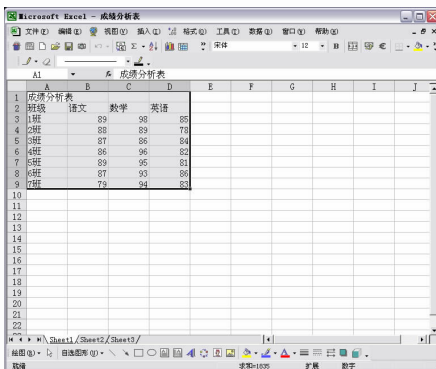 Microsoft Excel - 成绩分析表
文件(F) 编辑(E) 视图(V) 插入(I) 格式(O) 工具(T) 数据(D) 窗口(W) 帮助(H)
宋体 12 B
A1 fx 成绩分析表
A B C D E F G H I J
1 成绩分析表
2 班级 语文 数学 英语
3 1班 89 98 85
4 2班 88 89 78
5 3班 87 86 84
6 4班 86 96 82
7 5班 89 95 81
8 6班 87 93 86
9 7班 79 94 83
10
11
12
13
14
15
16
17
18
19
20
21
22
Sheet1 Sheet2 Sheet3
绘图(R) 自选图形(U)
就绪 求和=1835 扩展 数字